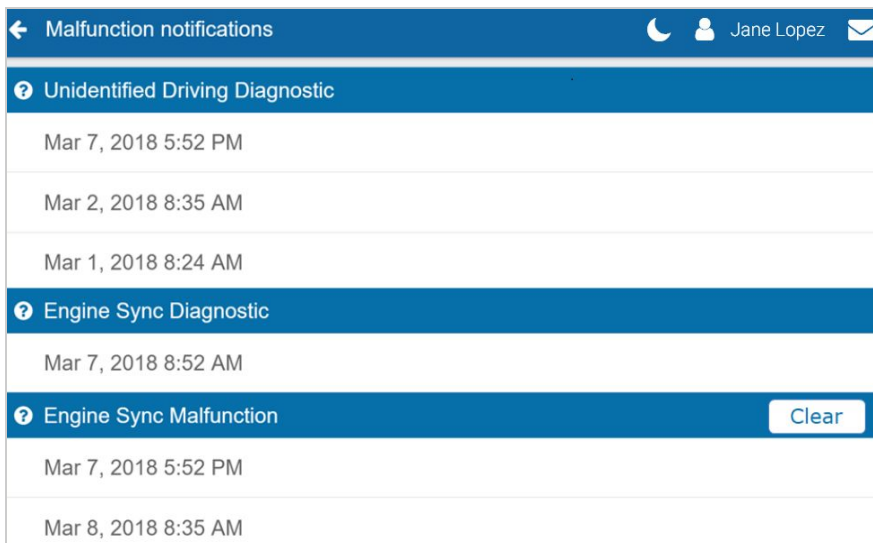 Malfunction notifications Jane Lopez
Unidentified Driving Diagnostic
Mar 7, 2018 5:52 PM
Mar 2, 2018 8:35 AM
Mar 1, 2018 8:24 AM
Engine Sync Diagnostic
Mar 7, 2018 8:52 AM
Engine Sync Malfunction Clear
Mar 7, 2018 5:52 PM
Mar 8, 2018 8:35 AM